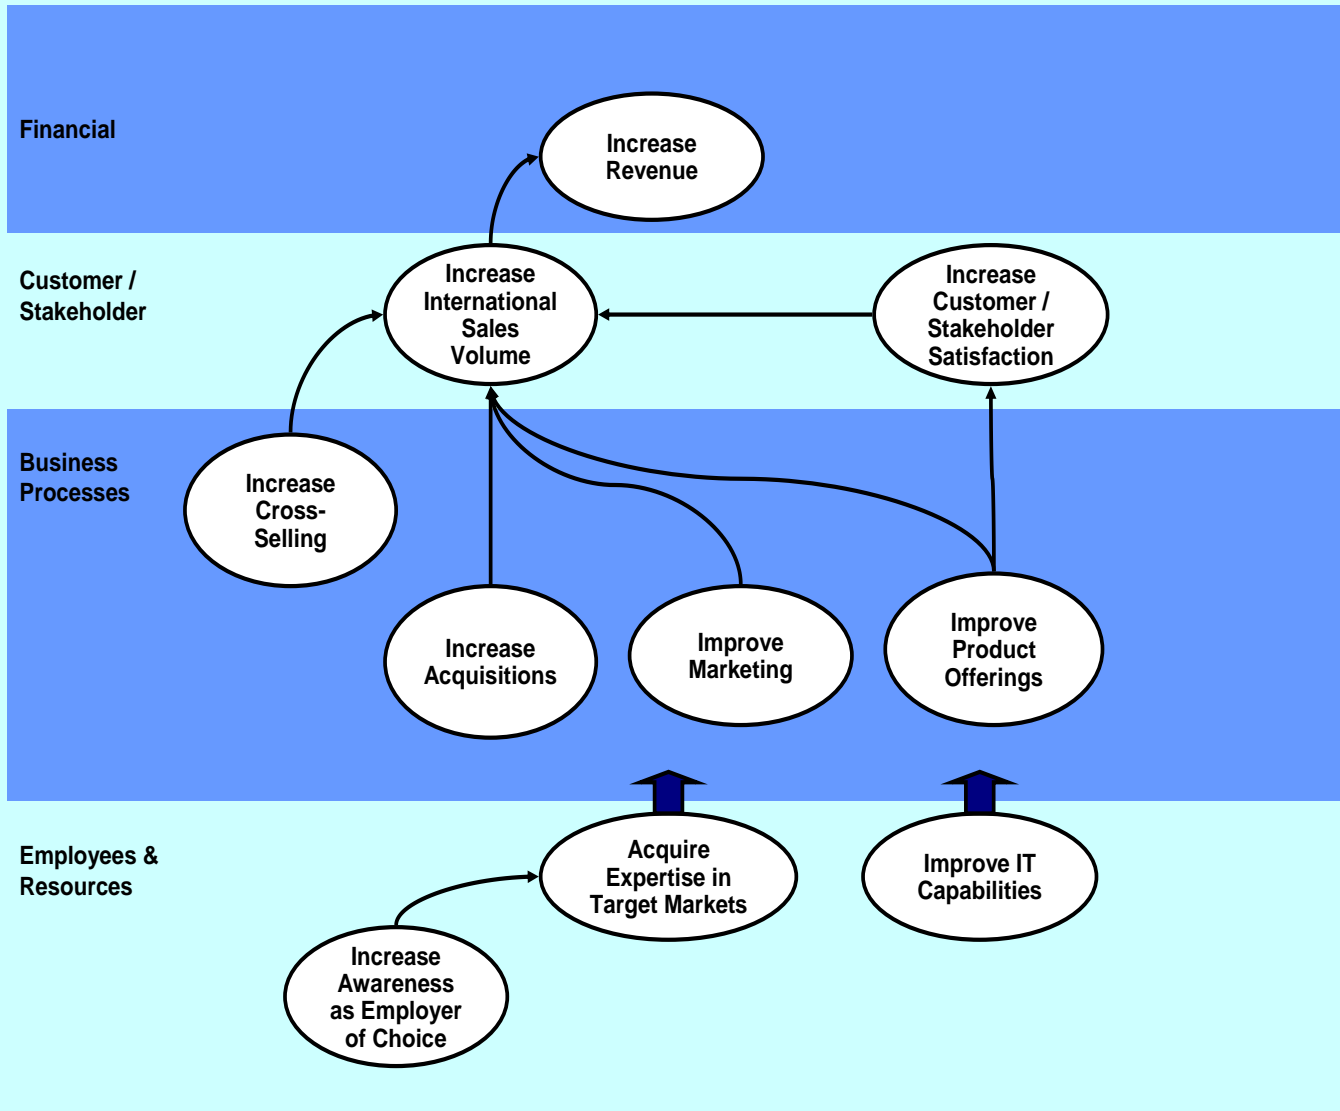 Financial
Increase
Revenue
Customer /
Stakeholder
Increase
International
Sales
Volume
Increase
Customer /
Stakeholder
Satisfaction
Business
Processes
Increase
Cross-
Selling
Increase
Acquisitions
Improve
Marketing
Improve
Product
Offerings
Employees &
Resources
Acquire
Expertise in
Target Markets
Improve IT
Capabilities
Increase
Awareness
as Employer
of Choice